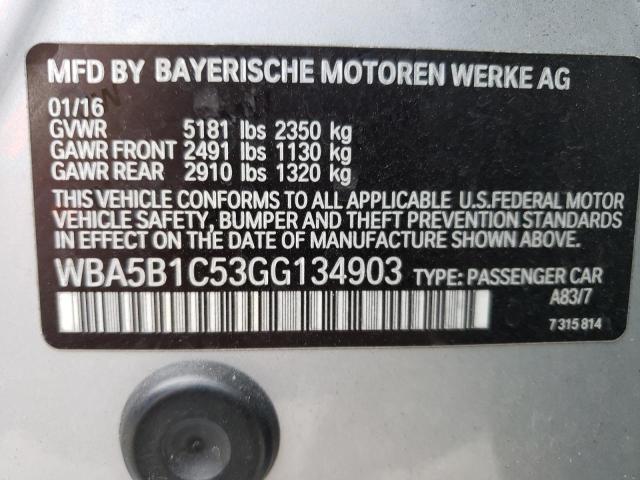 MFD BY BAYERISCHE MOTOREN WERKE AG
01/16
GVWR 5181 lbs 2350 kg
GAWR FRONT 2491 lbs 1130 kg
GAWR REAR 2910 lbs 1320 kg
THIS VEHICLE CONFORMS TO ALL APPLICABLE U.S.FEDERAL MOTOR
VEHICLE SAFETY, BUMPER AND THEFT PREVENTION STANDARDS
IN EFFECT ON THE DATE OF MANUFACTURE SHOWN ABOVE.
WBA5B1C53GG134903 TYPE: PASSENGER CAR
A83/7
7 315 814